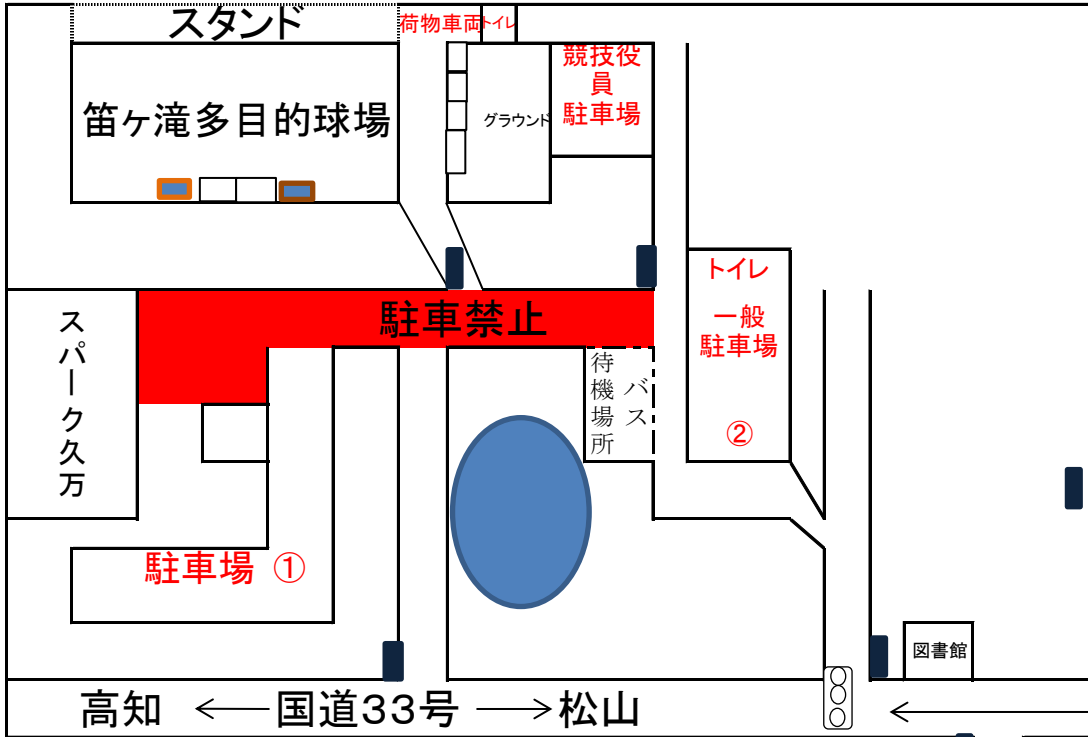 スタンド
荷物車両
トイレ
競技役
員
駐車場
笛ヶ滝多目的球場
グラウンド
トイレ
一般
駐車場
②
駐車禁止
スパーク久万
バス
待機場所
駐車場 ①
図書館
高知 ← 国道33号 → 松山
←